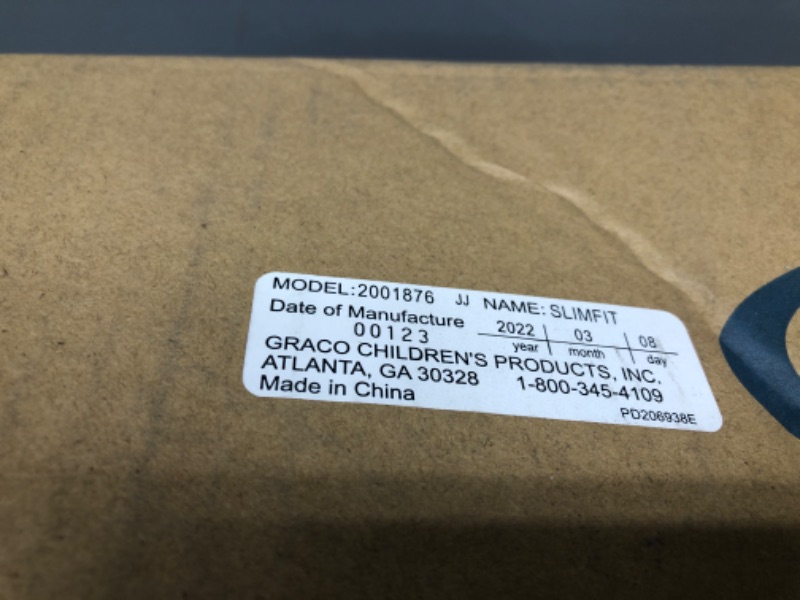 MODEL:2001876 JJ NAME: SLIMFIT
Date of Manufacture 2022 03 08
00123 year month day
GRACO CHILDREN'S PRODUCTS, INC.
ATLANTA, GA 30328 1-800-345-4109
Made in China
PD206938E